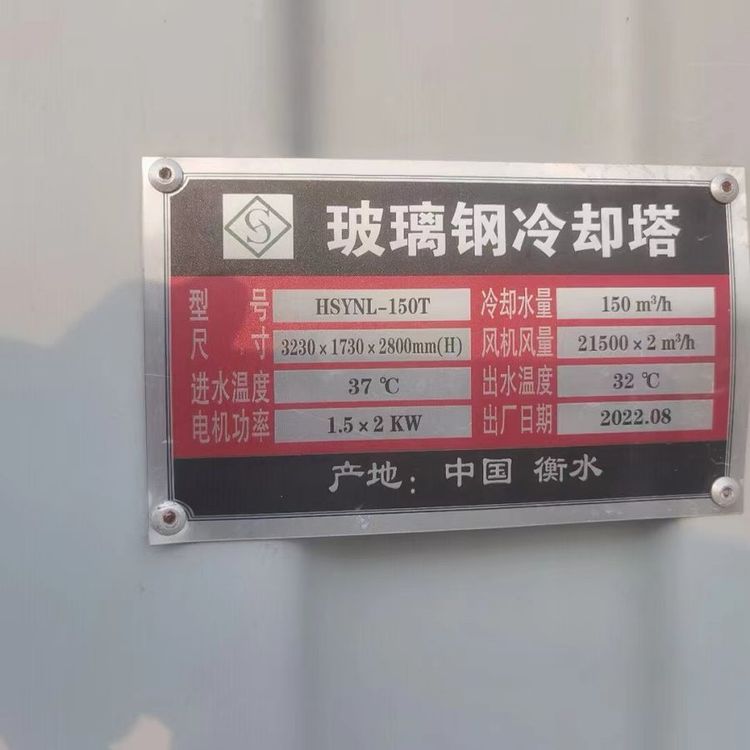 S
玻璃钢冷却塔
型号 HSYNL-150T 冷却水量 150 m³/h
尺寸 3230×1730×2800mm(H) 风机风量 21500×2 m³/h
进水温度 37 ℃ 出水温度 32 ℃
电机功率 1.5×2 KW 出厂日期 2022.08
产地：中国 衡水